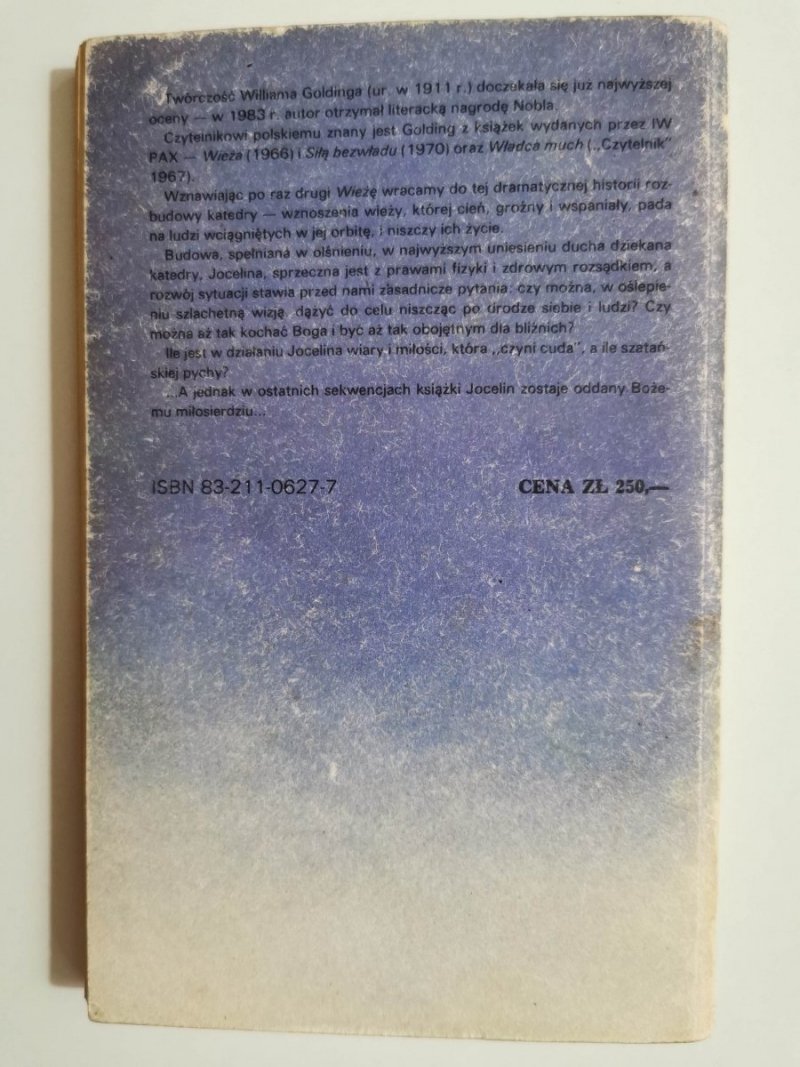 Twórczość Williama Goldinga (ur. w 1911 r.) doczekała się już najwyższej
oceny — w 1983 r. autor otrzymał literacką nagrodę Nobla.
Czytelnikowi polskiemu znany jest Golding z książek wydanych przez IW
PAX — Wieża (1966) i Siłą bezwładu (1970) oraz Władca much („Czytelnik”
1967).
Wznawiając po raz drugi Wieżę wracamy do tej dramatycznej historii roz-
budowy katedry — wznoszenia wieży, której cień, groźny i wspaniały, pada
na ludzi wciągniętych w jej orbitę, i niszczy ich życie.
Budowa, spełniana w olśnieniu, w najwyższym uniesieniu ducha dziekana
katedry, Jocelina, sprzeczna jest z prawami fizyki i zdrowym rozsądkiem, a
rozwój sytuacji stawia przed nami zasadnicze pytania: czy można, w oślepie-
niu szlachetną wizją, dążyć do celu niszcząc po drodze siebie i ludzi? Czy
można aż tak kochać Boga i być aż tak obojętnym dla bliźnich?
Ile jest w działaniu Jocelina wiary i miłości, która „czyni cuda”, a ile szatań-
skiej pychy?
...A jednak w ostatnich sekwencjach książki Jocelin zostaje oddany Boże-
mu miłosierdziu...
ISBN 83-211-0627-7 CENA ZŁ 250,—